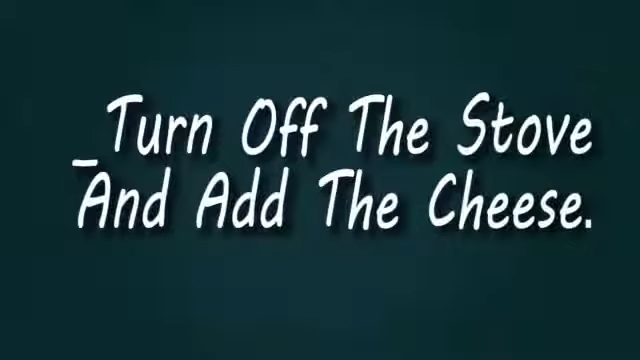 _Turn Off The Stove
And Add The Cheese.